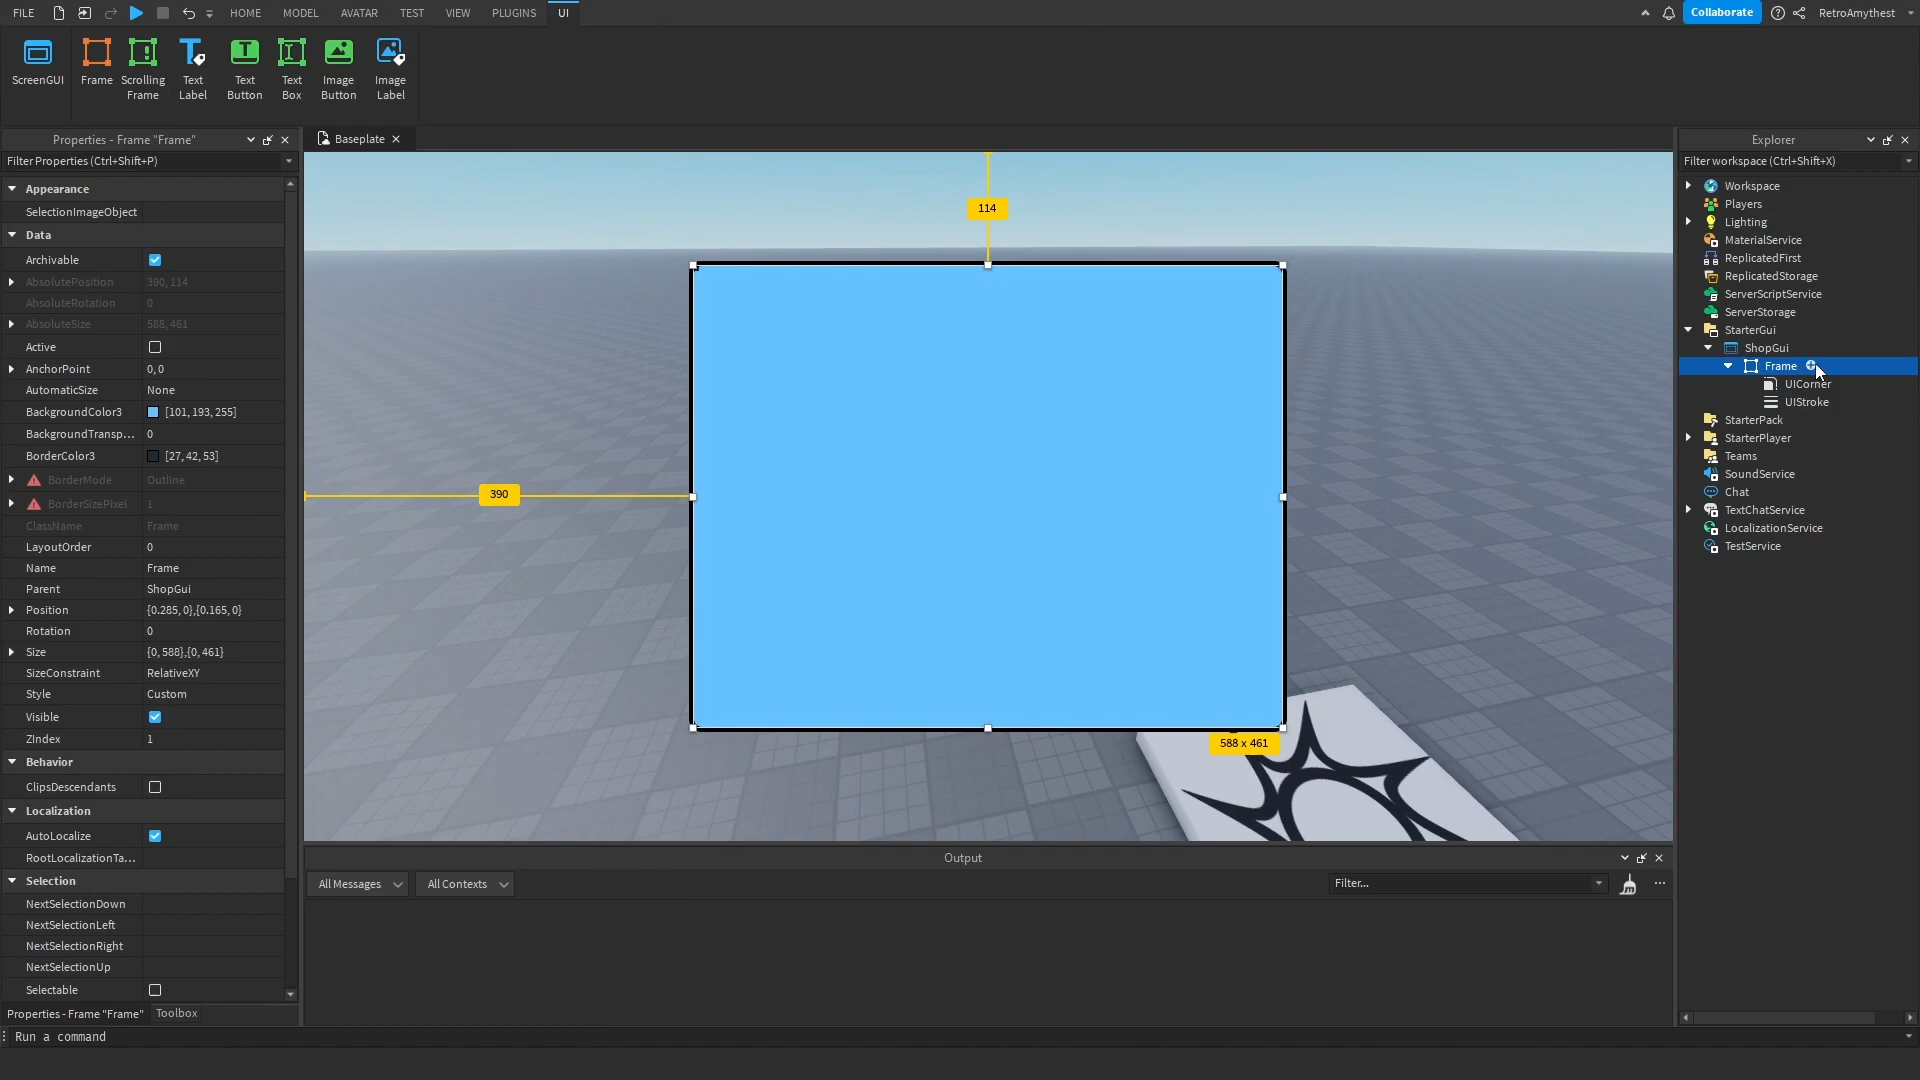 FILE HOME MODEL AVATAR TEST VIEW PLUGINS UI Collaborate RetroAmythest
ScreenGUI Frame Scrolling Frame Text Label Text Button Text Box Image Button Image Label
Properties - Frame "Frame"
Filter Properties (Ctrl+Shift+P)
Appearance
SelectionImageObject
Data
Archivable
AbsolutePosition 390, 114
AbsoluteRotation 0
AbsoluteSize 588, 461
Active
AnchorPoint 0, 0
AutomaticSize None
BackgroundColor3 [101, 193, 255]
BackgroundTransp... 0
BorderColor3 [27, 42, 53]
BorderMode Outline
BorderSizePixel 1
ClassName Frame
LayoutOrder 0
Name Frame
Parent ShopGui
Position {0.285, 0},{0.165, 0}
Rotation 0
Size {0, 588},{0, 461}
SizeConstraint RelativeXY
Style Custom
Visible
ZIndex 1
Behavior
ClipsDescendants
Localization
AutoLocalize
RootLocalizationTa...
Selection
NextSelectionDown
NextSelectionLeft
NextSelectionRight
NextSelectionUp
Selectable
Properties - Frame "Frame" Toolbox
Run a command
Baseplate
114
390
588 x 461
Output
All Messages All Contexts Filter... ...
Explorer
Filter workspace (Ctrl+Shift+X)
Workspace
Players
Lighting
MaterialService
ReplicatedFirst
ReplicatedStorage
ServerScriptService
ServerStorage
StarterGui
ShopGui
Frame
UICorner
UIStroke
StarterPack
StarterPlayer
Teams
SoundService
Chat
TextChatService
LocalizationService
TestService